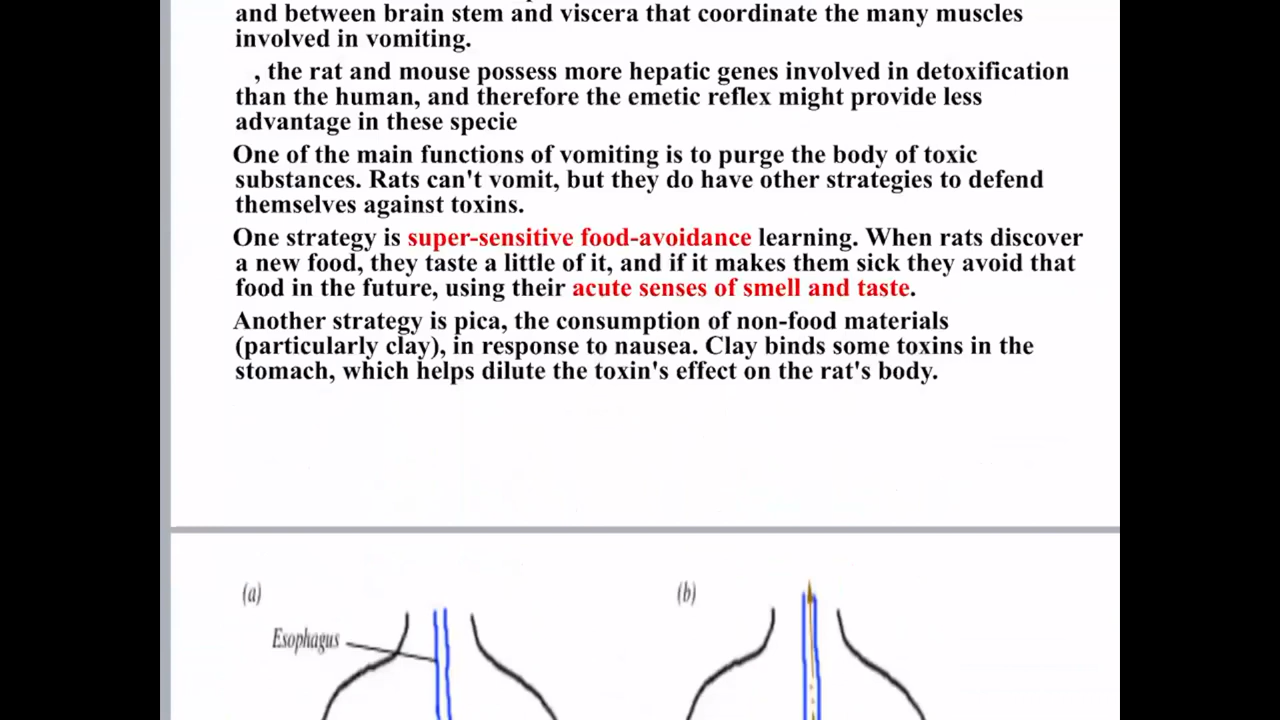 and between brain stem and viscera that coordinate the many muscles
involved in vomiting.
, the rat and mouse possess more hepatic genes involved in detoxification
than the human, and therefore the emetic reflex might provide less
advantage in these specie
One of the main functions of vomiting is to purge the body of toxic
substances. Rats can't vomit, but they do have other strategies to defend
themselves against toxins.
One strategy is super-sensitive food-avoidance learning. When rats discover
a new food, they taste a little of it, and if it makes them sick they avoid that
food in the future, using their acute senses of smell and taste.
Another strategy is pica, the consumption of non-food materials
(particularly clay), in response to nausea. Clay binds some toxins in the
stomach, which helps dilute the toxin's effect on the rat's body.
(a)
(b)
Esophagus